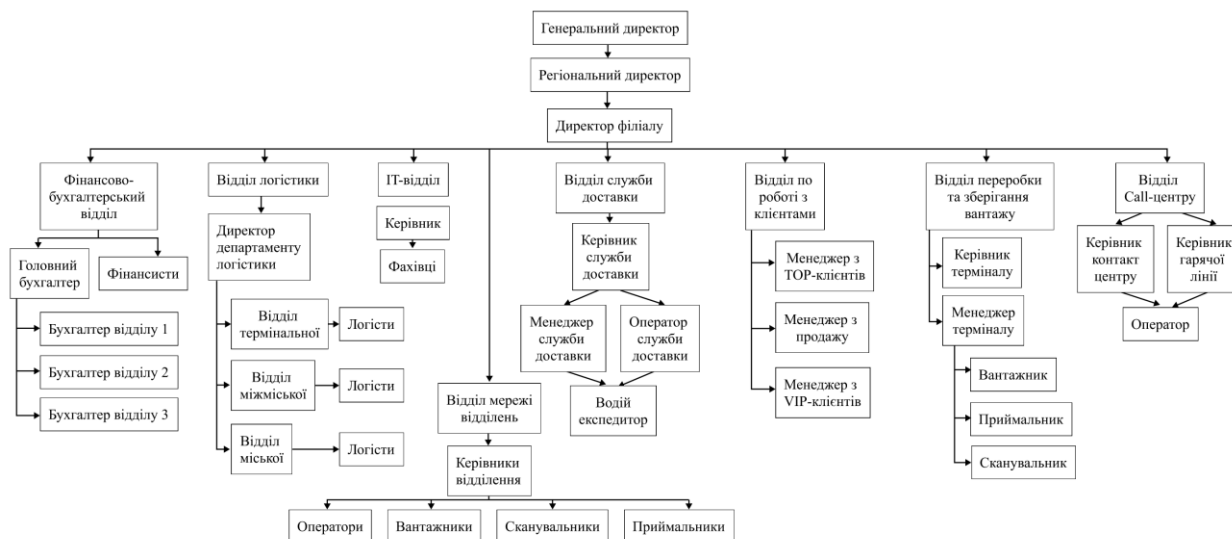 Генеральний директор
Регіональний директор
Директор філіалу
Фінансово-
бухгалтерський
відділ
Головний
бухгалтер
Фінансисти
Бухгалтер відділу 1
Бухгалтер відділу 2
Бухгалтер відділу 3
Відділ логістики
Директор
департаменту
логістики
Відділ
термінальної
Логісти
Відділ
міжміської
Логісти
Відділ
міської
Логісти
ІТ-відділ
Керівник
Фахівці
Відділ мережі
відділень
Керівники
відділення
Оператори
Вантажники
Сканувальники
Приймальники
Відділ служби
доставки
Керівник
служби
доставки
Менеджер
служби
доставки
Оператор
служби
доставки
Водій
експедитор
Відділ по
роботі з
клієнтами
Менеджер з
ТОР-клієнтів
Менеджер з
продажу
Менеджер з
VIP-клієнтів
Відділ переробки
та зберігання
вантажу
Керівник
терміналу
Менеджер
терміналу
Вантажник
Приймальник
Сканувальник
Відділ
Call-центру
Керівник
контакт
центру
Керівник
гарячої
лінії
Оператор